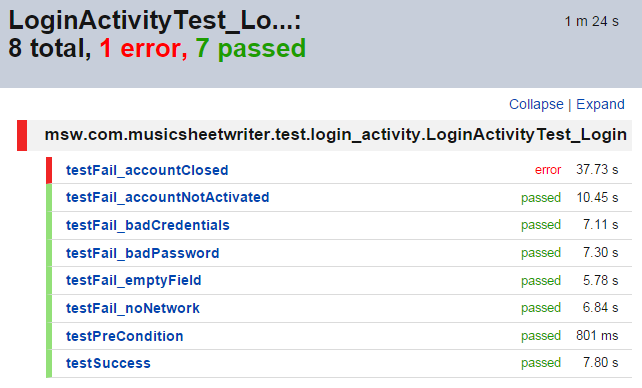 LoginActivityTest_Lo...:
1 m 24 s
8 total, 1 error, 7 passed
Collapse | Expand
msw.com.musicsheetwriter.test.login_activity.LoginActivityTest_Login
testFail_accountClosed error 37.73 s
testFail_accountNotActivated passed 10.45 s
testFail_badCredentials passed 7.11 s
testFail_badPassword passed 7.30 s
testFail_emptyField passed 5.78 s
testFail_noNetwork passed 6.84 s
testPreCondition passed 801 ms
testSuccess passed 7.80 s